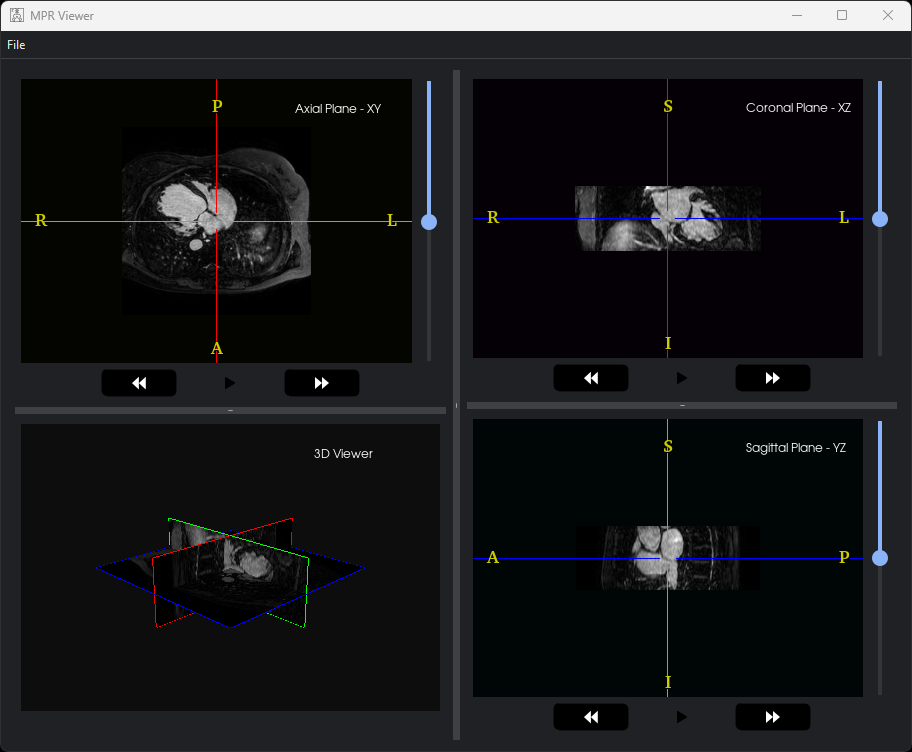 MPR Viewer
File
P
Axial Plane - XY
R
L
A
S
Coronal Plane - XZ
R
L
I
3D Viewer
S
Sagittal Plane - YZ
A
P
I